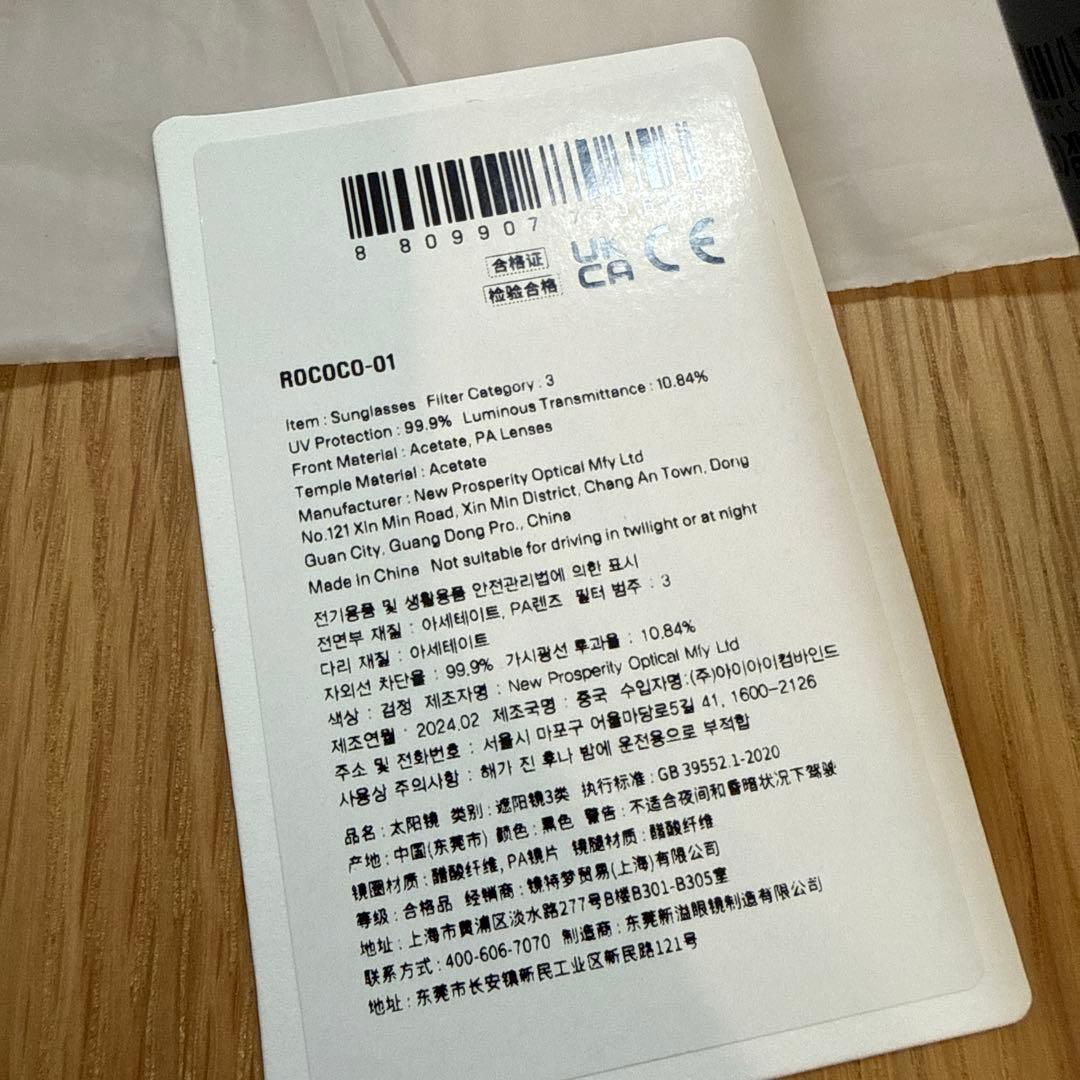 8 809907 7
合格证
检验合格
UK
CA CE
ROCOCO-01
Item : Sunglasses Filter Category : 3
UV Protection : 99.9% Luminous Transmittance : 10.84%
Front Material : Acetate, PA Lenses
Temple Material : Acetate
Manufacturer : New Prosperity Optical Mfy Ltd
No.121 Xin Min Road, Xin Min District, Chang An Town, Dong
Guan City, Guang Dong Pro., China
Made in China Not suitable for driving in twilight or at night
전기용품 및 생활용품 안전관리법에 의한 표시
전면부 재질 : 아세테이트, PA렌즈 필터 범주 : 3
다리 재질 : 아세테이트
자외선 차단율 : 99.9% 가시광선 투과율 : 10.84%
색상 : 검정 제조자명 : New Prosperity Optical Mfy Ltd
제조연월 : 2024.02 제조국명 : 중국 수입자명:(주)아이아이컴바인드
주소 및 전화번호 : 서울시 마포구 어울마당로5길 41, 1600-2126
사용상 주의사항 : 해가 진 후나 밤에 운전용으로 부적합
品名 : 太阳镜 类别 : 遮阳镜3类 执行标准 : GB 39552.1-2020
产地 : 中国(东莞市) 颜色 : 黑色 警告 : 不适合夜间和昏暗状况下驾驶
镜圈材质 : 醋酸纤维, PA镜片 镜腿材质 : 醋酸纤维
等级 : 合格品 经销商 : 镜特梦贸易(上海)有限公司
地址 : 上海市黄浦区淡水路277号B楼B301-B305室
联系方式 : 400-606-7070 制造商 : 东莞新溢眼镜制造有限公司
地址 : 东莞市长安镇新民工业区新民路121号